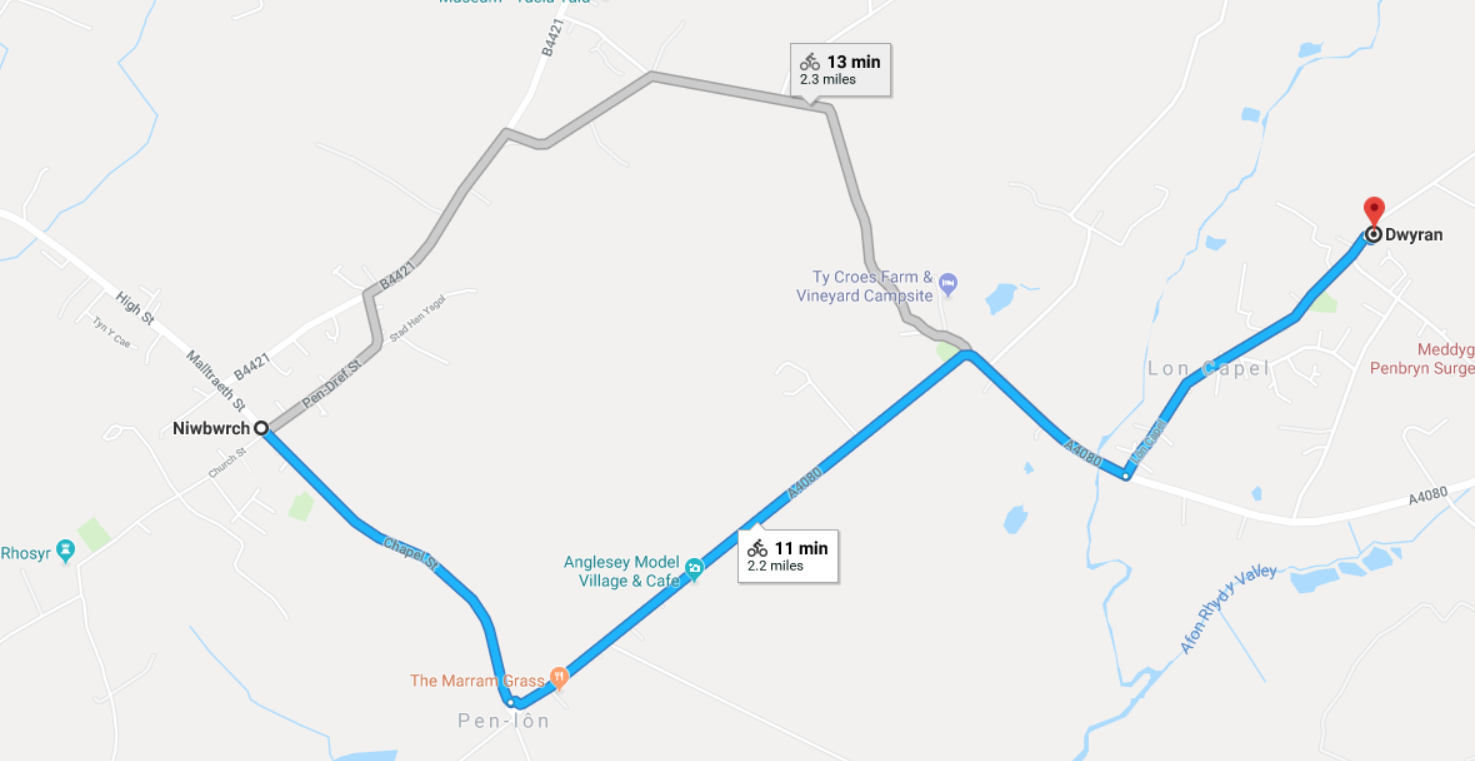 B4421
13 min
2.3 miles
Dwyran
Ty Croes Farm &
Vineyard Campsite
B4421
High St
Tyn Y Cae
Stad Hen Ysgol
Malltraeth St
B4421
Pen-Dref St
Lon Capel
Meddyg
Penbryn Surge
Niwbwrch
Church St
A4080
Lon Capel
A4080
A4080
Rhosyr
Chapel St
11 min
2.2 miles
Anglesey Model
Village & Cafe
Afon Rhyd y Valley
The Marram Grass
Pen-lôn